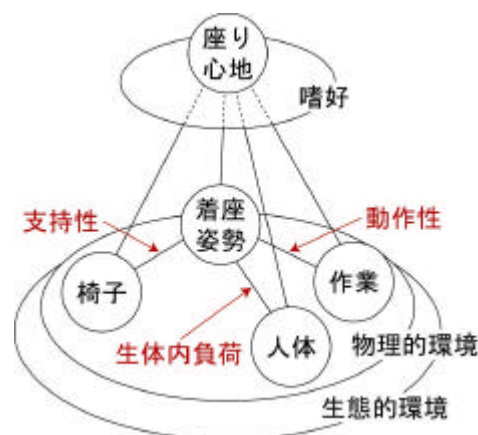 座り
心地
嗜好
着座
姿勢
支持性
動作性
椅子
作業
人体
生体内負荷
物理的環境
生態的環境